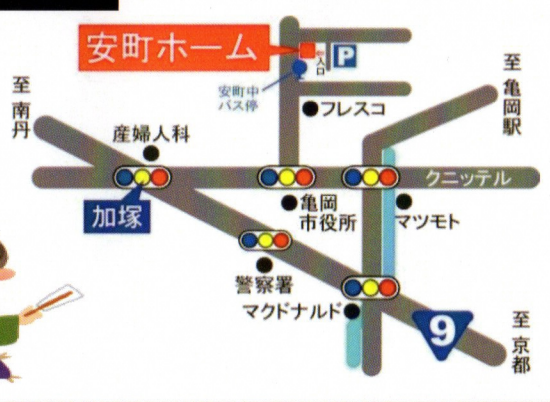 安町ホーム
入口
P
安町中
バス停
フレスコ
至
亀岡駅
至
南丹
産婦人科
クニッテル
加塚
亀岡
市役所
マツモト
警察署
マクドナルド
9
至
京都